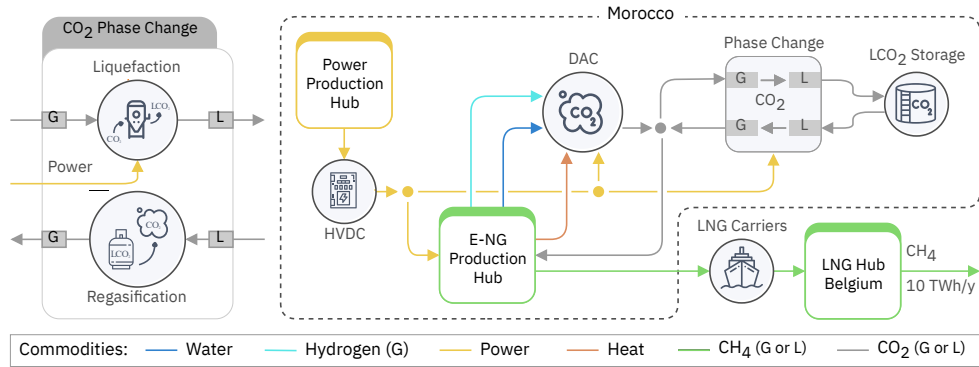 CO₂ Phase Change
Liquefaction
G
LCO₂
CO₂
L
Power
G
CO₂
LCO₂
L
Regasification
Morocco
Power
Production
Hub
HVDC
DAC
CO₂
Phase Change
G
L
CO₂
G
L
LCO₂ Storage
CO₂
E-NG
Production
Hub
LNG Carriers
LNG Hub
Belgium
CH₄
10 TWh/y
Commodities:
Water
Hydrogen (G)
Power
Heat
CH₄ (G or L)
CO₂ (G or L)